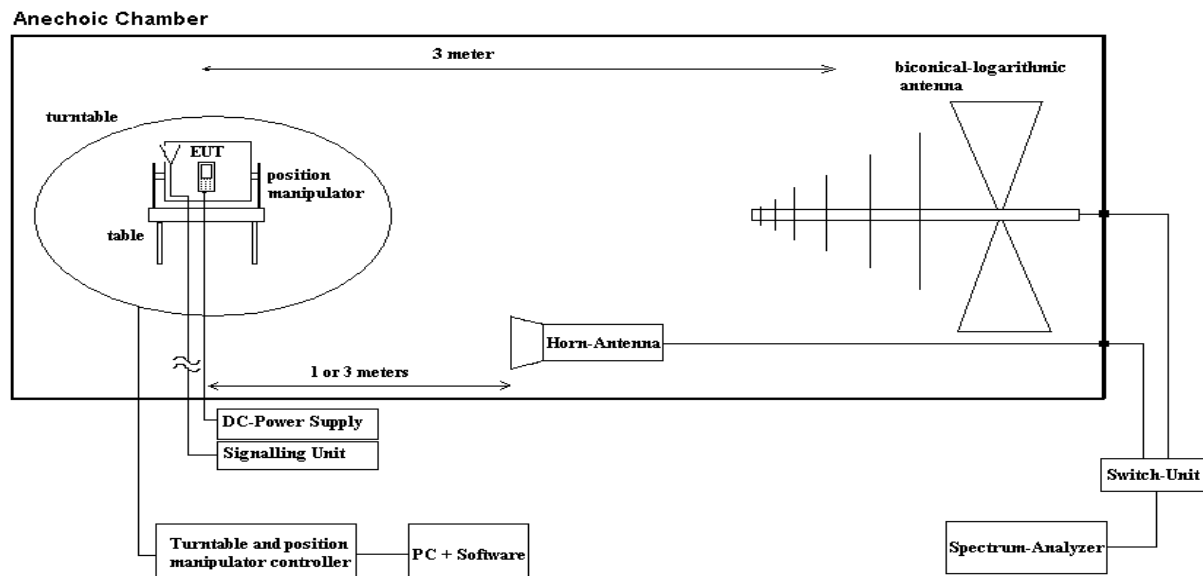 Anechoic Chamber
3 meter
biconical-logarithmic
antenna
turntable
EUT
position
manipulator
table
Horn-Antenna
1 or 3 meters
DC-Power Supply
Signalling Unit
Switch-Unit
Turntable and position
manipulator controller
PC + Software
Spectrum-Analyzer